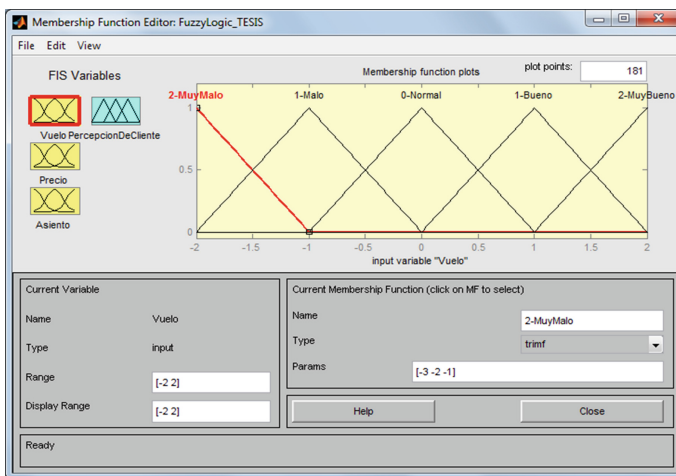 Membership Function Editor: FuzzyLogic_TESIS
File Edit View
FIS Variables
Membership function plots
plot points: 181
2-MuyMalo 1-Malo 0-Normal 1-Bueno 2-MuyBueno
Vuelo PercepcionDeCliente
Precio
Asiento
1
0.5
0
-2 -1.5 -1 -0.5 0 0.5 1 1.5 2
input variable "Vuelo"
Current Variable
Name Vuelo
Type input
Range [-2 2]
Display Range [-2 2]
Current Membership Function (click on MF to select)
Name 2-MuyMalo
Type trimf
Params [-3 -2 -1]
Help Close
Ready